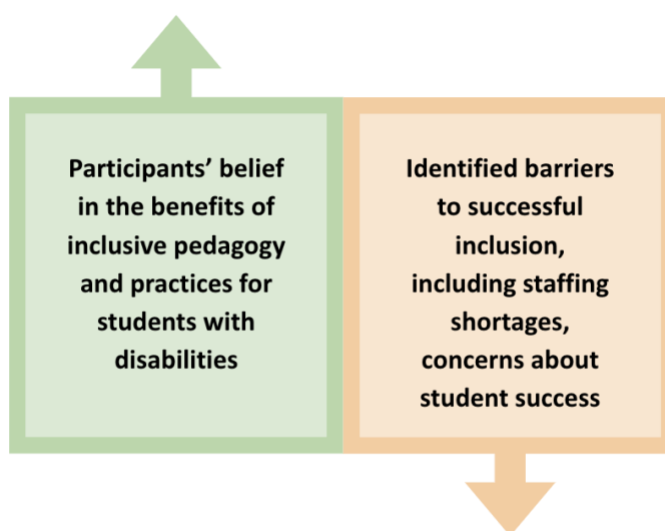 Participants’ belief
in the benefits of
inclusive pedagogy
and practices for
students with
disabilities
Identified barriers
to successful
inclusion,
including staffing
shortages,
concerns about
student success